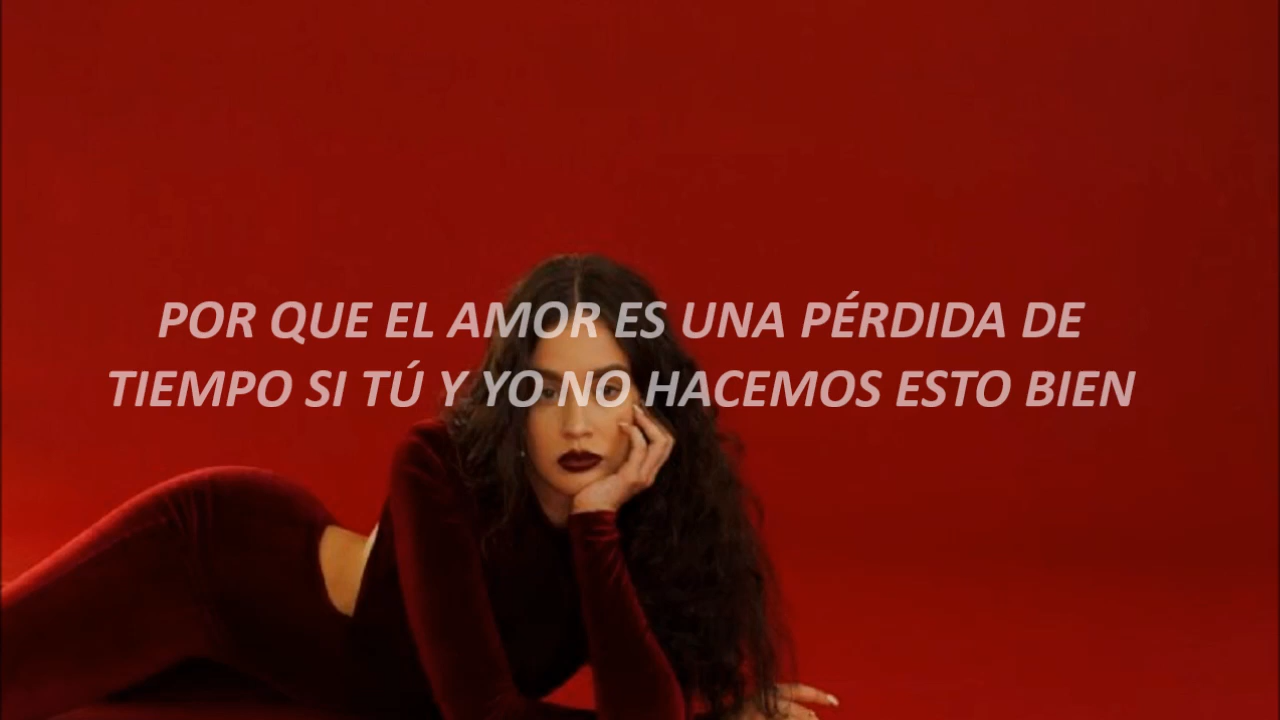 POR QUE EL AMOR ES UNA PÉRDIDA DE
TIEMPO SI TÚ Y YO NO HACEMOS ESTO BIEN